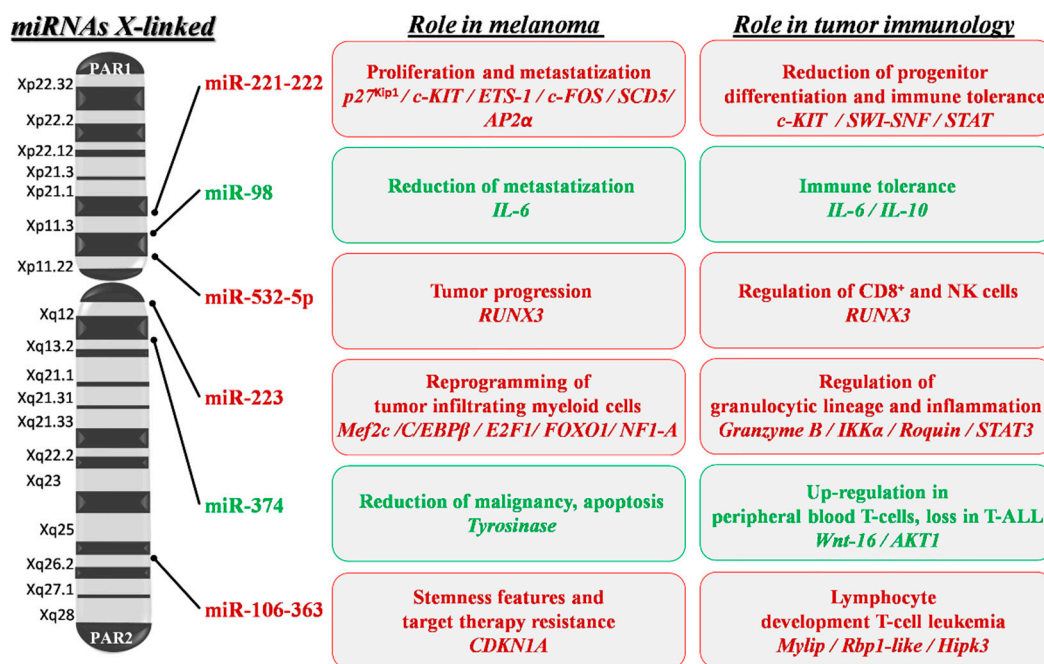 miRNAs X-linked
Role in melanoma
Role in tumor immunology
PAR1
Xp22.32
Xp22.2
Xp22.12
Xp21.3
Xp21.1
Xp11.3
Xp11.22
Xq12
Xq13.2
Xq21.1
Xq21.31
Xq21.33
Xq22.2
Xq23
Xq25
Xq26.2
Xq27.1
Xq28
PAR2
miR-221-222
Proliferation and metastatization
p27Kip1 / c-KIT / ETS-1 / c-FOS / SCD5/
AP2α
Reduction of progenitor
differentiation and immune tolerance
c-KIT / SWI-SNF / STAT
miR-98
Reduction of metastatization
IL-6
Immune tolerance
IL-6 / IL-10
miR-532-5p
Tumor progression
RUNX3
Regulation of CD8⁺ and NK cells
RUNX3
miR-223
Reprogramming of
tumor infiltrating myeloid cells
Mef2c /C/EBPβ / E2F1/ FOXO1/ NF1-A
Regulation of
granulocytic lineage and inflammation
Granzyme B / IKKα / Roquin / STAT3
miR-374
Reduction of malignancy, apoptosis
Tyrosinase
Up-regulation in
peripheral blood T-cells, loss in T-ALL
Wnt-16 / AKT1
miR-106-363
Stemness features and
target therapy resistance
CDKN1A
Lymphocyte
development T-cell leukemia
Mylip / Rbp1-like / Hipk3